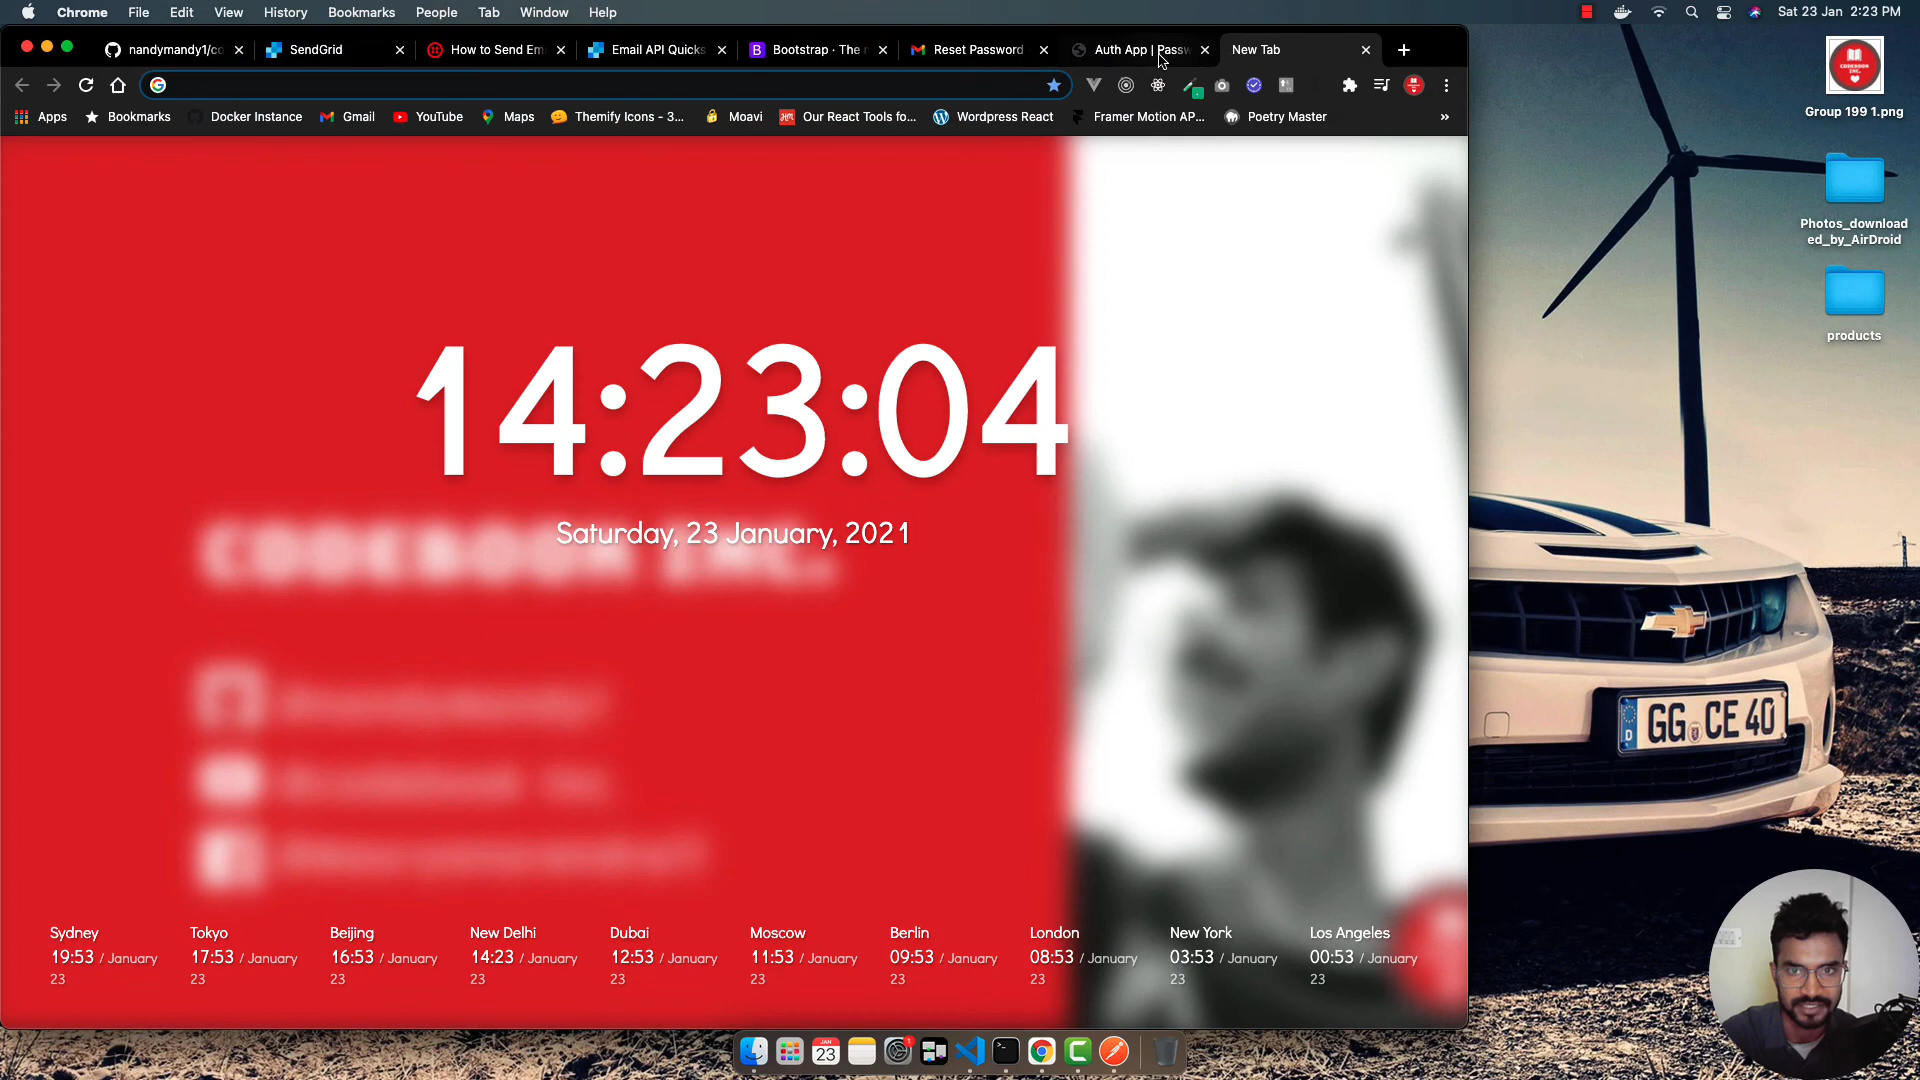 Chrome File Edit View History Bookmarks People Tab Window Help
Sat 23 Jan 2:23 PM
nandymandy1/co
SendGrid
How to Send Em
Email API Quicks
Bootstrap · The m
Reset Password
Auth App | Passw
New Tab
Apps
Bookmarks
Docker Instance
Gmail
YouTube
Maps
Themify Icons - 3...
Moavi
Our React Tools fo...
Wordpress React
Framer Motion AP...
Poetry Master
»
Group 199 1.png
Photos_download
ed_by_AirDroid
products
14:23:04
Saturday, 23 January, 2021
CODEBOOK INC.
Sydney
19:53 / January
23
Tokyo
17:53 / January
23
Beijing
16:53 / January
23
New Delhi
14:23 / January
23
Dubai
12:53 / January
23
Moscow
11:53 / January
23
Berlin
09:53 / January
23
London
08:53 / January
23
New York
03:53 / January
23
Los Angeles
00:53 / January
23
GG CE 40
D
JAN
23
1